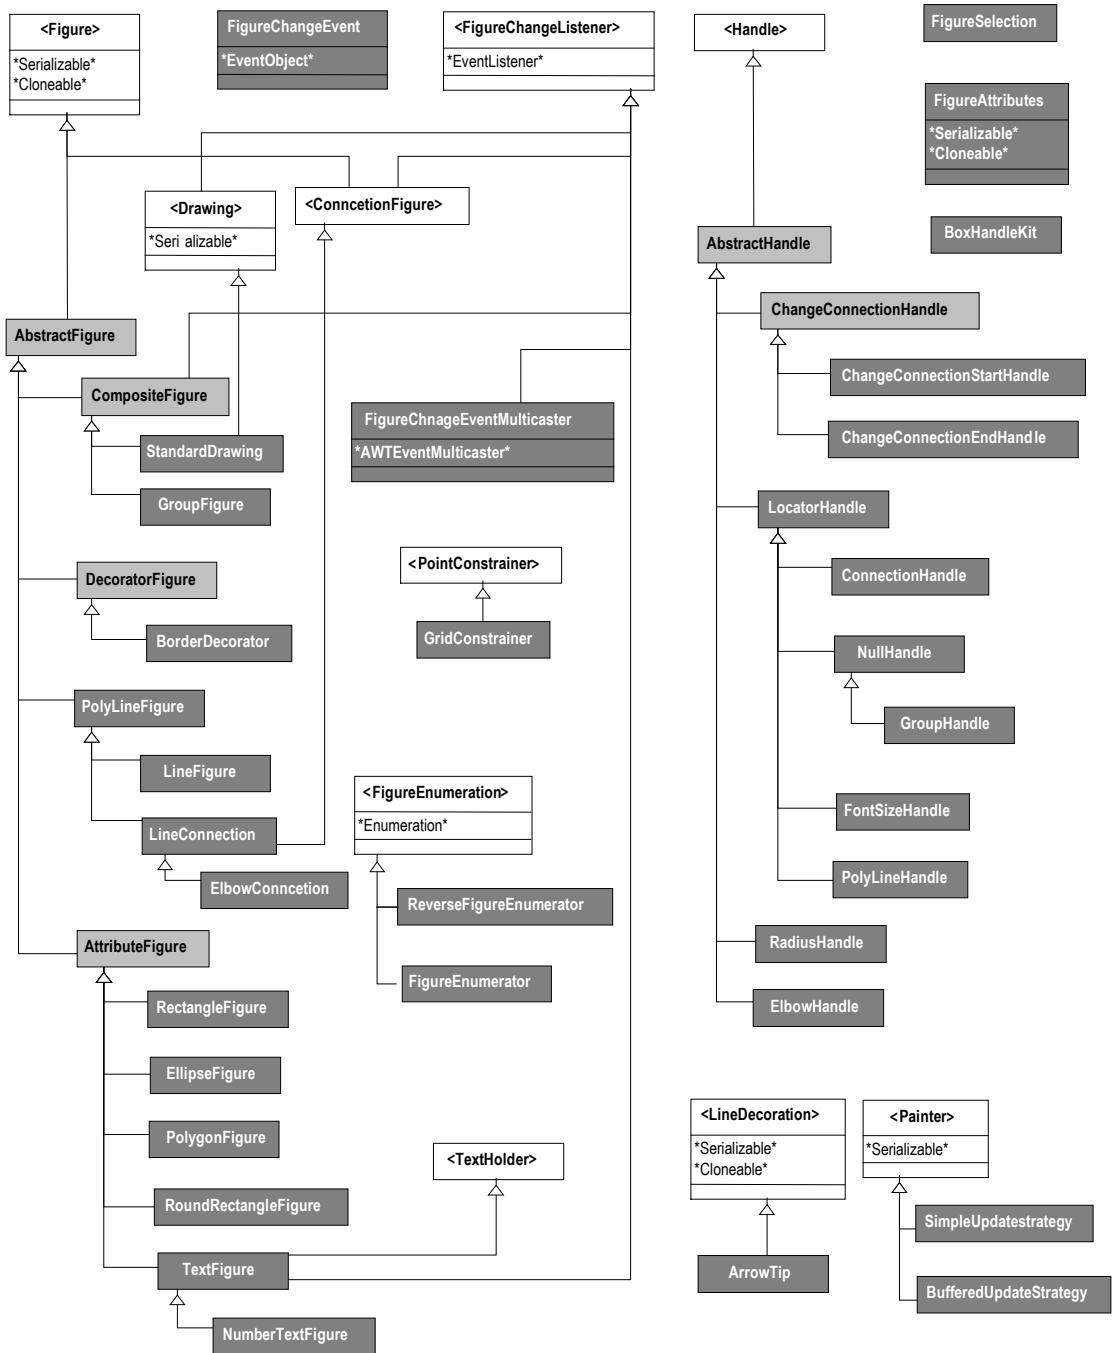 <Figure>
*Serializable*
*Cloneable*
FigureChangeEvent
*EventObject*
<FigureChangeListener>
*EventListener*
<Handle>
FigureSelection
FigureAttributes
*Serializable*
*Cloneable*
<Drawing>
*Seri alizable*
<ConncetionFigure>
AbstractHandle
BoxHandleKit
AbstractFigure
ChangeConnectionHandle
CompositeFigure
ChangeConnectionStartHandle
FigureChnageEventMulticaster
*AWTEventMulticaster*
StandardDrawing
ChangeConnectionEndHandle
GroupFigure
LocatorHandle
<PointConstrainer>
DecoratorFigure
ConnectionHandle
BorderDecorator
GridConstrainer
NullHandle
PolyLineFigure
GroupHandle
LineFigure
<FigureEnumeration>
*Enumeration*
FontSizeHandle
LineConnection
ElbowConncetion
PolyLineHandle
ReverseFigureEnumerator
AttributeFigure
RadiusHandle
FigureEnumerator
RectangleFigure
ElbowHandle
EllipseFigure
<LineDecoration>
*Serializable*
*Cloneable*
<Painter>
*Serializable*
PolygonFigure
<TextHolder>
RoundRectangleFigure
SimpleUpdatestrategy
TextFigure
ArrowTip
BufferedUpdateStrategy
NumberTextFigure